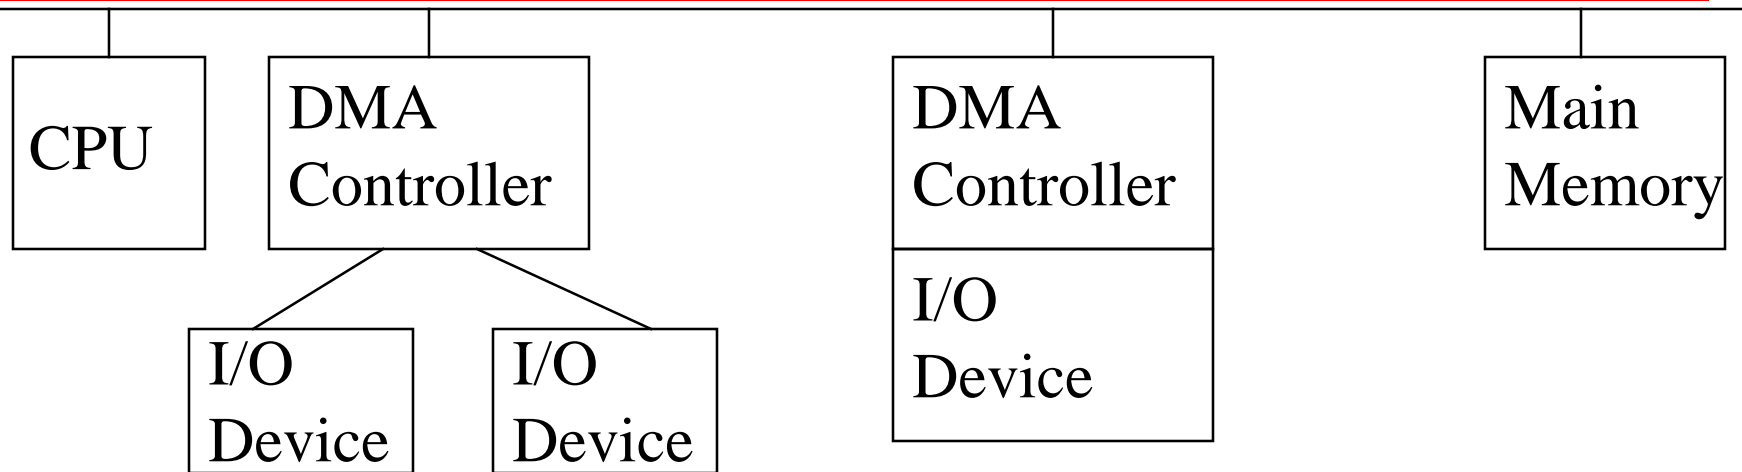 CPU
DMA
Controller
DMA
Controller
Main
Memory
I/O
Device
I/O
Device
I/O
Device